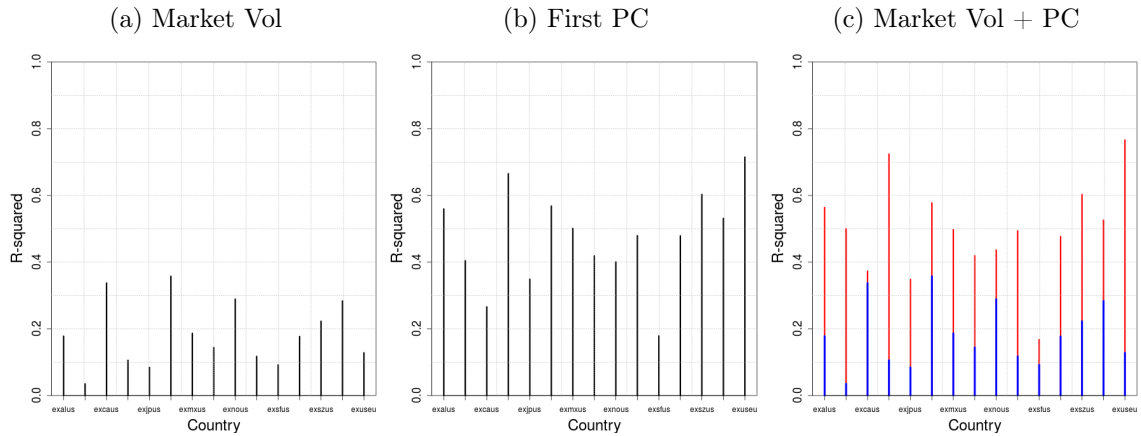 (a) Market Vol
(b) First PC
(c) Market Vol + PC
R-squared
0.0 0.2 0.4 0.6 0.8 1.0
exalus excaus exjpus exmxus exnous exsfus exszus exuseu
Country
R-squared
0.0 0.2 0.4 0.6 0.8 1.0
exalus excaus exjpus exmxus exnous exsfus exszus exuseu
Country
R-squared
0.0 0.2 0.4 0.6 0.8 1.0
exalus excaus exjpus exmxus exnous exsfus exszus exuseu
Country